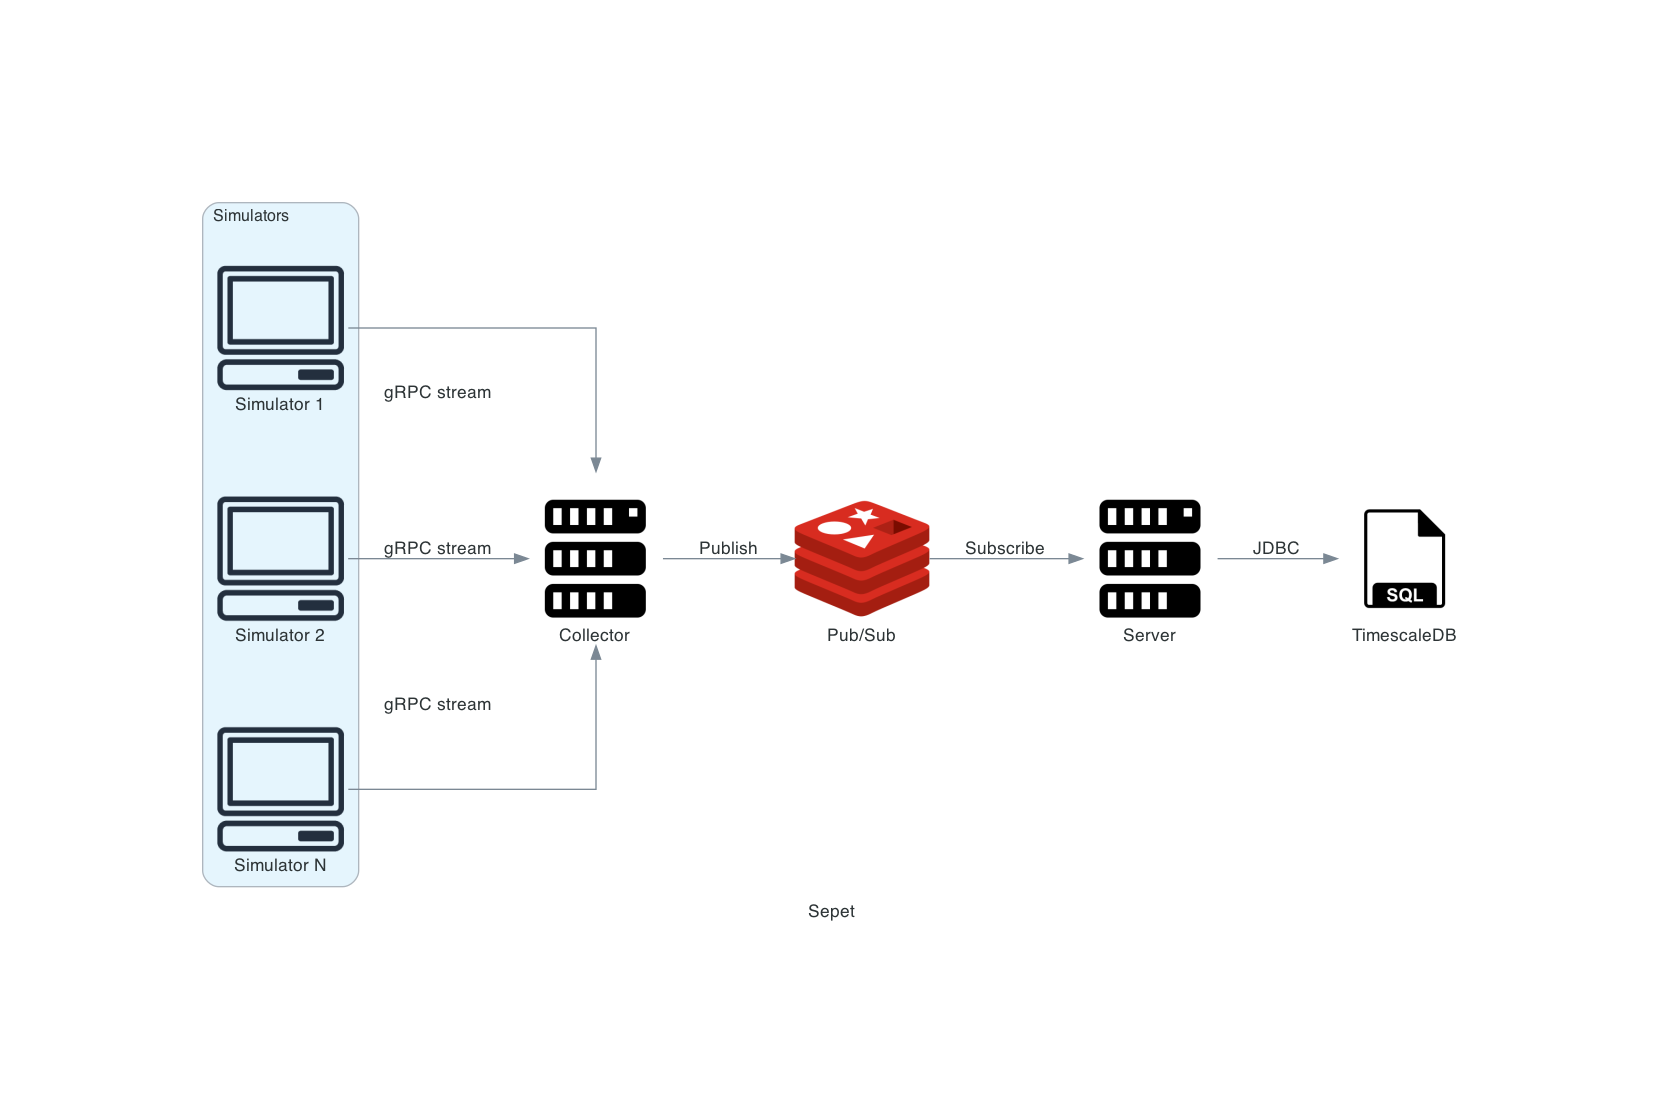 Simulators
Simulator 1
gRPC stream
Simulator 2
gRPC stream
Simulator N
gRPC stream
Collector
Publish
Pub/Sub
Subscribe
Server
JDBC
SQL
TimescaleDB
Sepet